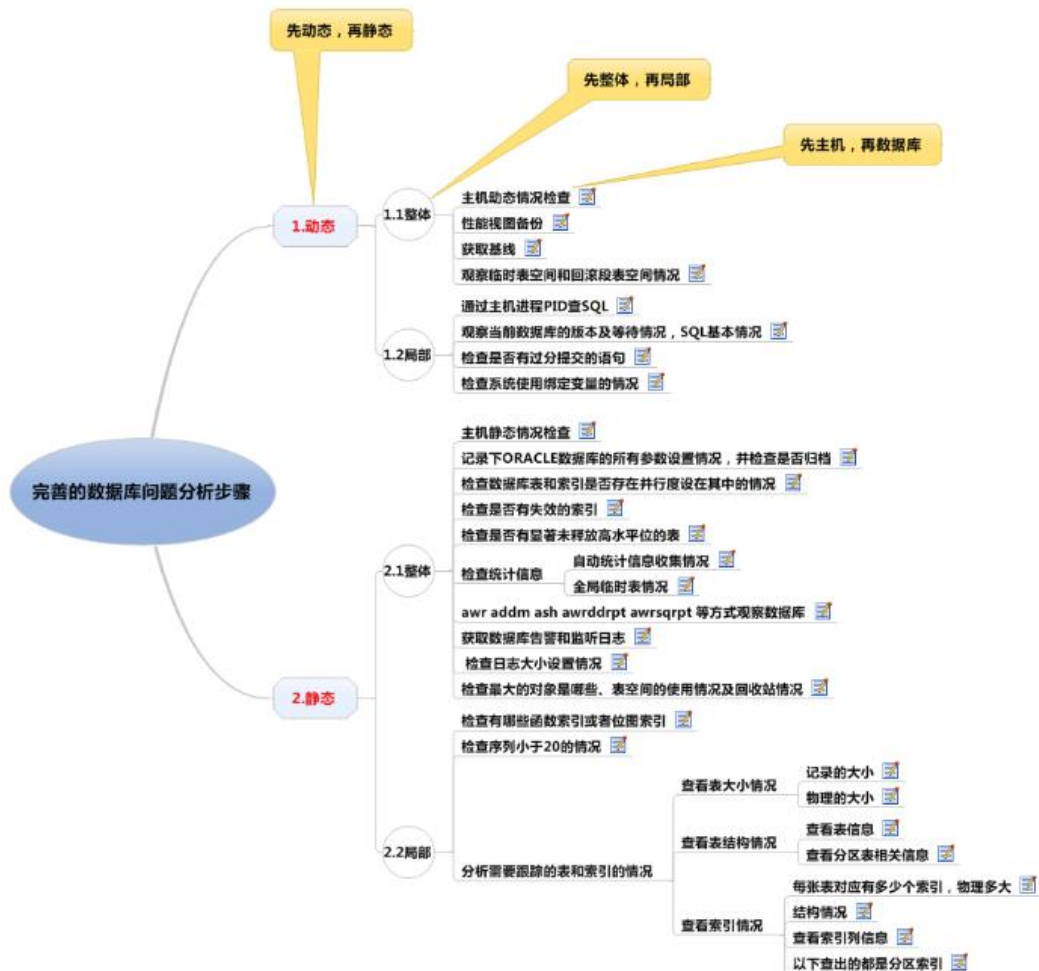 先动态，再静态
先整体，再局部
先主机，再数据库
完善的数据库问题分析步骤
1.动态
1.1整体
主机动态情况检查
性能视图备份
获取基线
观察临时表空间和回滚段表空间情况
1.2局部
通过主机进程PID查SQL
观察当前数据库的版本及等待情况，SQL基本情况
检查是否有过分提交的语句
检查系统使用绑定变量的情况
2.静态
2.1整体
主机静态情况检查
记录下ORACLE数据库的所有参数设置情况，并检查是否归档
检查数据库表和索引是否存在并行度设在其中的情况
检查是否有失效的索引
检查是否有显著未释放高水平位的表
检查统计信息
自动统计信息收集情况
全局临时表情况
awr addm ash awrddrpt awrsqrpt 等方式观察数据库
获取数据库告警和监听日志
检查日志大小设置情况
检查最大的对象是哪些、表空间的使用情况及回收站情况
2.2局部
检查有哪些函数索引或者位图索引
检查序列小于20的情况
分析需要跟踪的表和索引的情况
查看表大小情况
记录的大小
物理的大小
查看表结构情况
查看表信息
查看分区表相关信息
查看索引情况
每张表对应有多少个索引，物理多大
结构情况
查看索引列信息
以下查出的都是分区索引